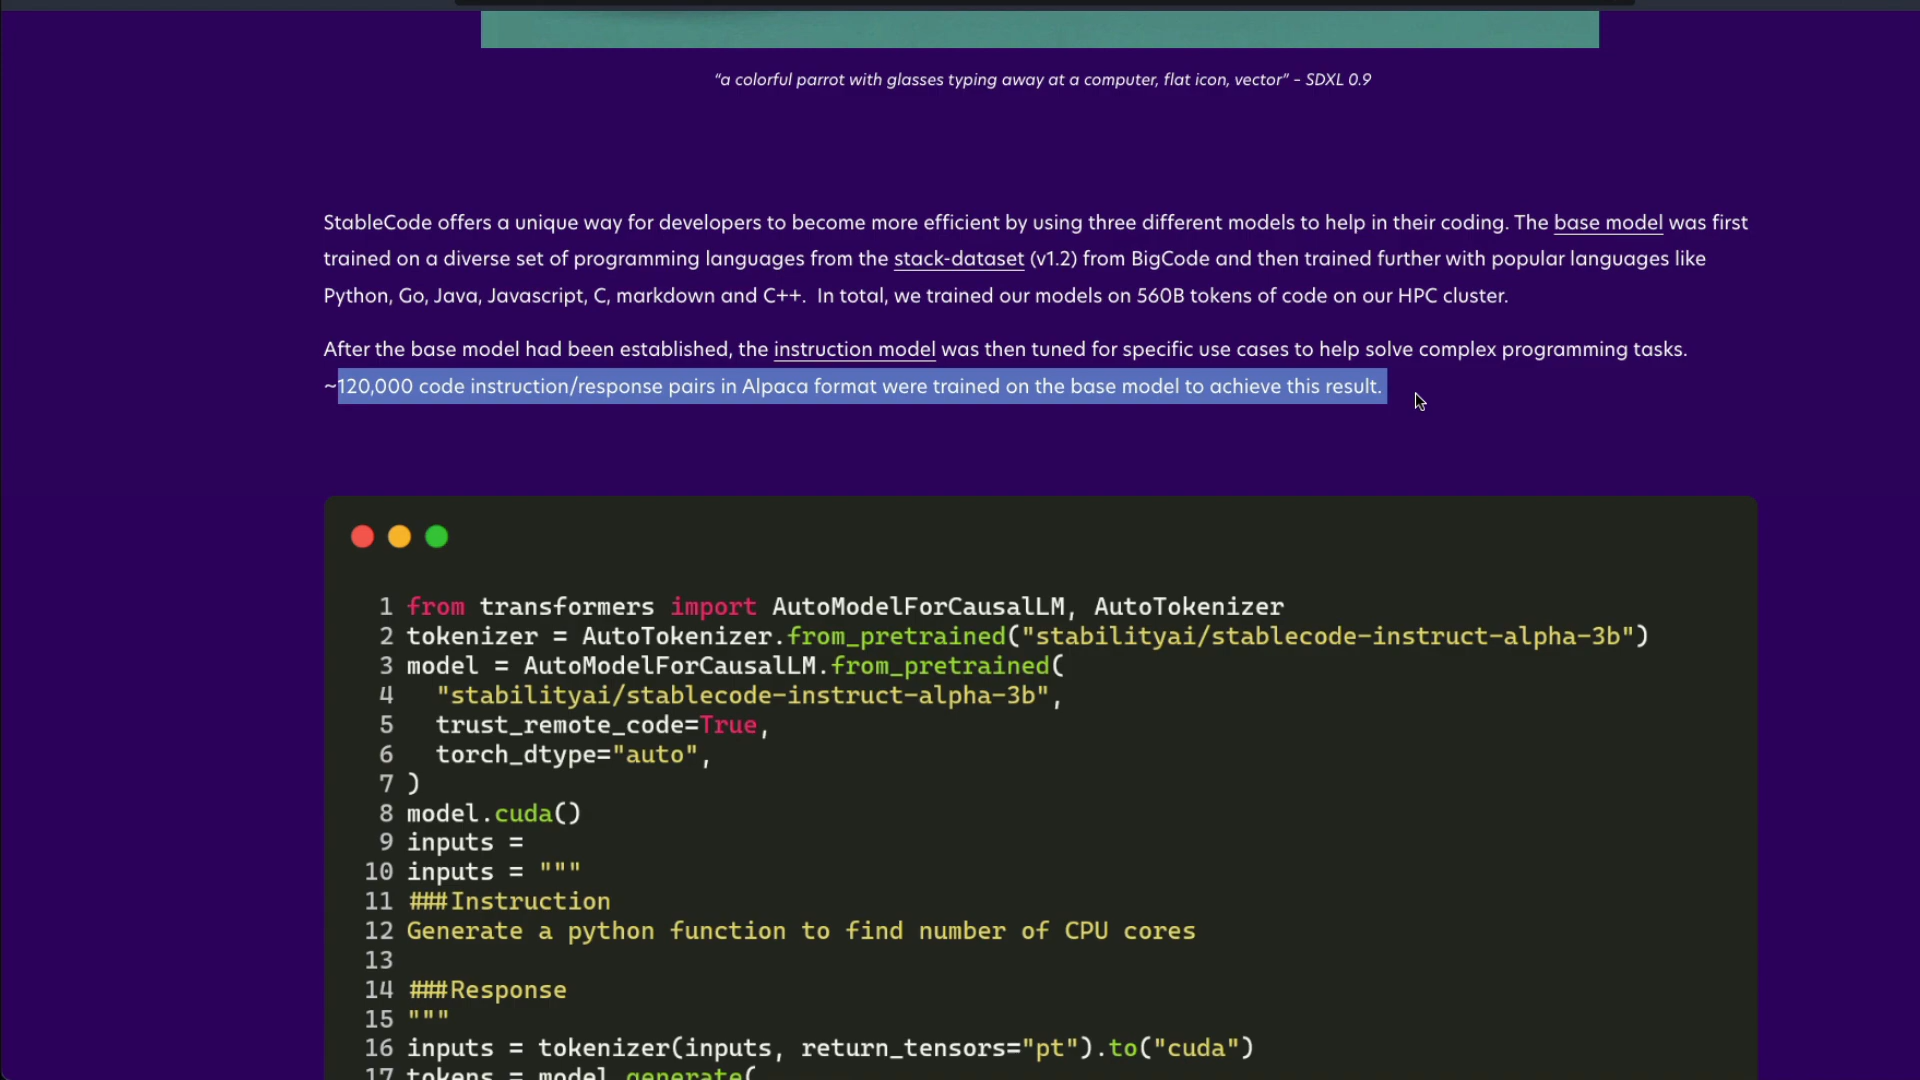 “a colorful parrot with glasses typing away at a computer, flat icon, vector” – SDXL 0.9
StableCode offers a unique way for developers to become more efficient by using three different models to help in their coding. The base model was first
trained on a diverse set of programming languages from the stack-dataset (v1.2) from BigCode and then trained further with popular languages like
Python, Go, Java, Javascript, C, markdown and C++.  In total, we trained our models on 560B tokens of code on our HPC cluster.
After the base model had been established, the instruction model was then tuned for specific use cases to help solve complex programming tasks.
~120,000 code instruction/response pairs in Alpaca format were trained on the base model to achieve this result.
1 from transformers import AutoModelForCausalLM, AutoTokenizer
2 tokenizer = AutoTokenizer.from_pretrained("stabilityai/stablecode-instruct-alpha-3b")
3 model = AutoModelForCausalLM.from_pretrained(
4   "stabilityai/stablecode-instruct-alpha-3b",
5   trust_remote_code=True,
6   torch_dtype="auto",
7 )
8 model.cuda()
9 inputs =
10 inputs = """
11 ###Instruction
12 Generate a python function to find number of CPU cores
13
14 ###Response
15 """
16 inputs = tokenizer(inputs, return_tensors="pt").to("cuda")
17 tokens = model.generate(